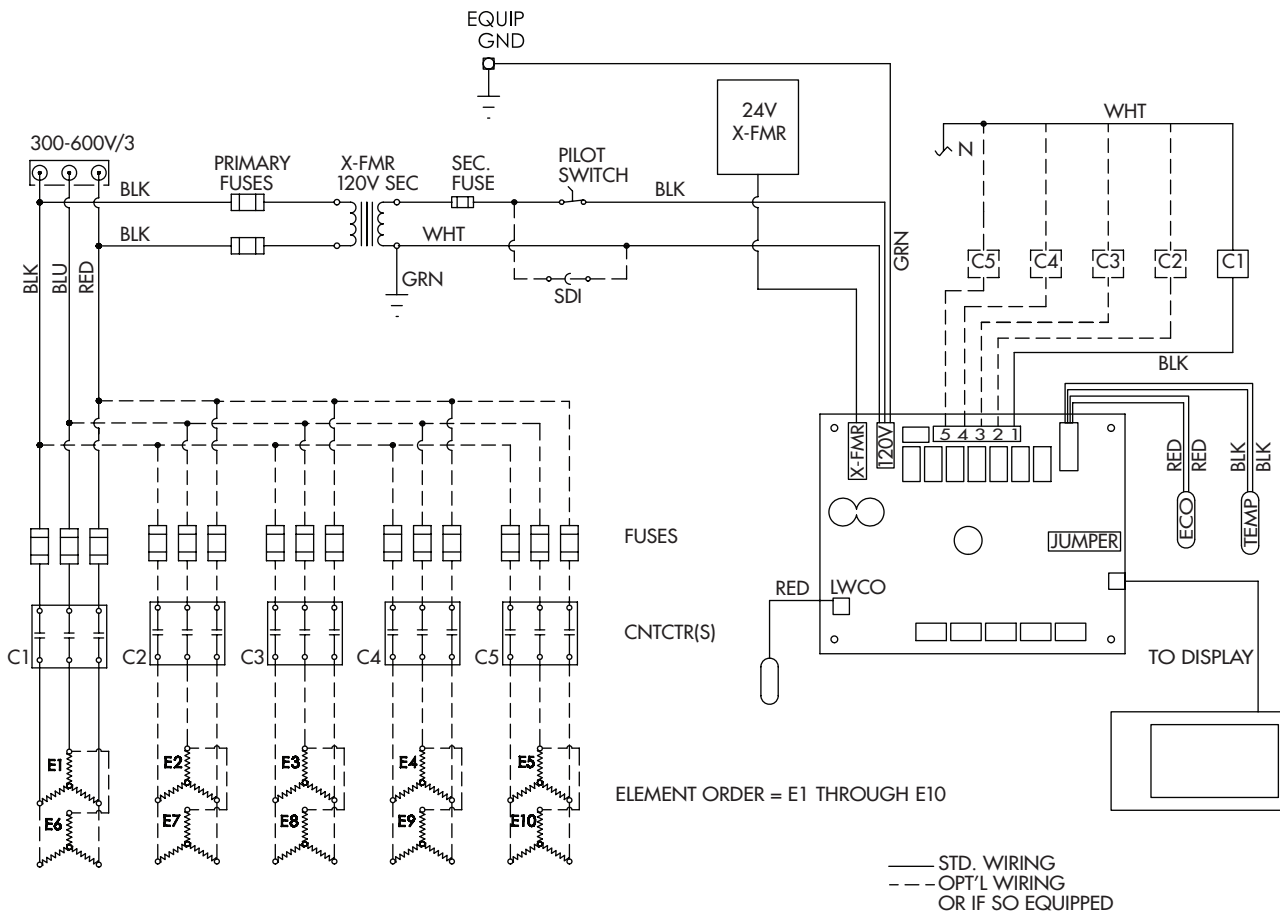 EQUIP
GND
24V
X-FMR
WHT
N
300-600V/3
PRIMARY
FUSES
X-FMR
120V SEC
SEC.
FUSE
PILOT
SWITCH
BLK
BLK
BLK
WHT
GRN
SDI
GRN
BLK
BLU
RED
C5
C4
C3
C2
C1
BLK
X-FMR
120V
5 4 3 2 1
RED
RED
BLK
BLK
ECO
TEMP
JUMPER
FUSES
RED
LWCO
CNTCTR(S)
C1
C2
C3
C4
C5
TO DISPLAY
E1
E2
E3
E4
E5
E6
E7
E8
E9
E10
ELEMENT ORDER = E1 THROUGH E10
STD. WIRING
OPT'L WIRING
OR IF SO EQUIPPED